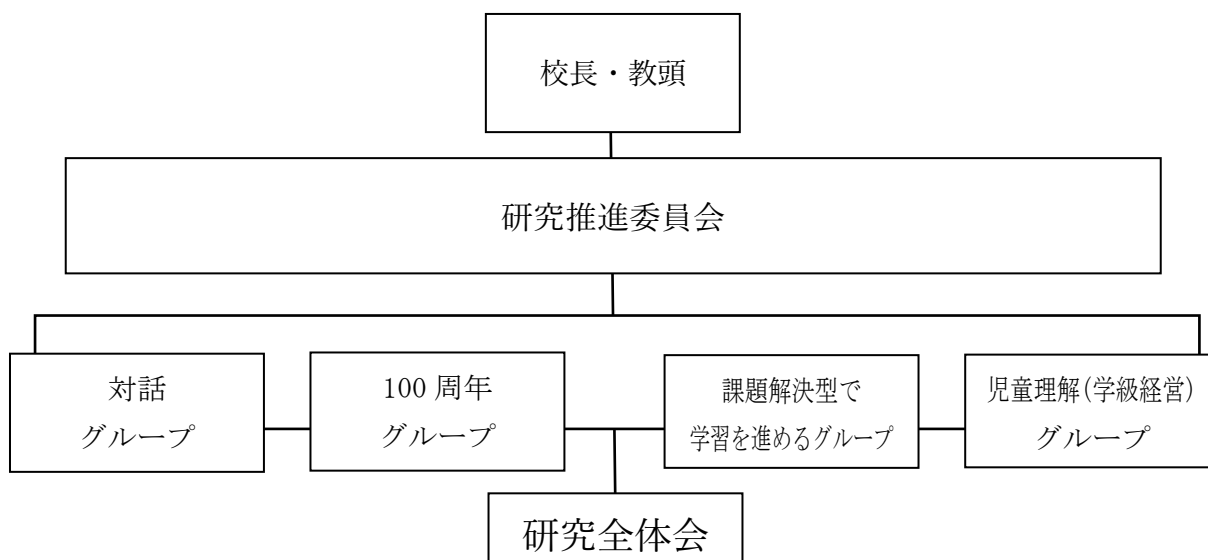 校長・教頭
研究推進委員会
対話
グループ
100 周年
グループ
課題解決型で
学習を進めるグループ
児童理解(学級経営)
グループ
研究全体会